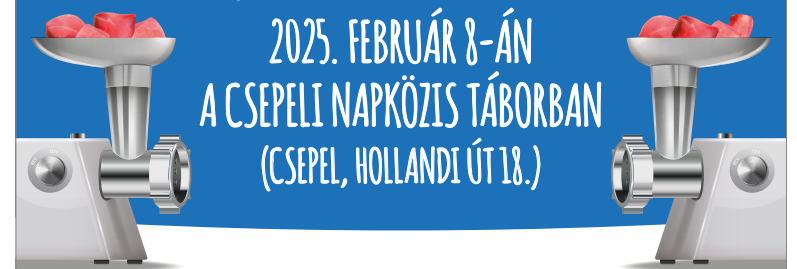 2025. FEBRUÁR 8-ÁN
A CSEPELI NAPKÖZIS TÁBORBAN
(CSEPEL, HOLLANDI ÚT 18.)